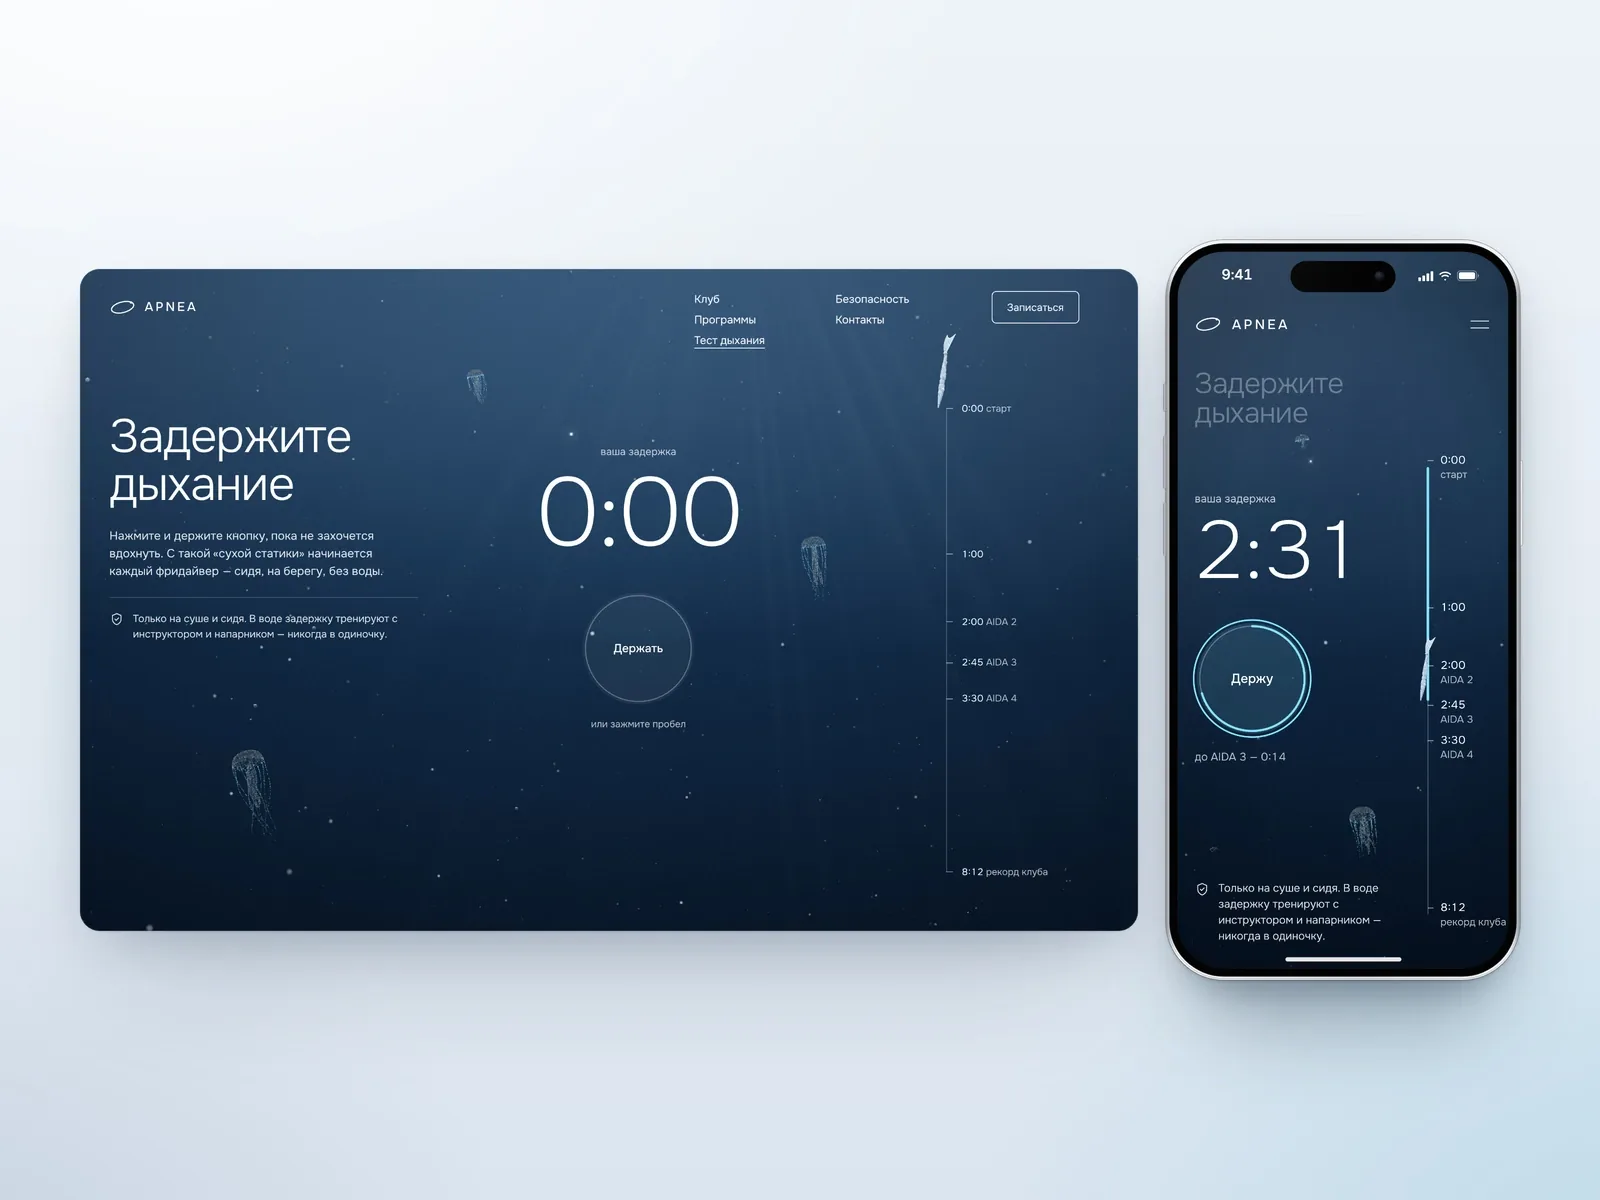 APNEA
Клуб
Программы
Тест дыхания
Безопасность
Контакты
Записаться
Задержите
дыхание
Нажмите и держите кнопку, пока не захочется
вдохнуть. С такой «сухой статики» начинается
каждый фридайвер — сидя, на берегу, без воды.
Только на суше и сидя. В воде задержку тренируют с
инструктором и напарником — никогда в одиночку.
ваша задержка
0:00
Держать
или зажмите пробел
0:00 старт
1:00
2:00 AIDA 2
2:45 AIDA 3
3:30 AIDA 4
8:12 рекорд клуба
9:41
APNEA
Задержите
дыхание
ваша задержка
2:31
Держу
до AIDA 3 — 0:14
0:00
старт
1:00
2:00
AIDA 2
2:45
AIDA 3
3:30
AIDA 4
8:12
рекорд клуба
Только на суше и сидя. В воде
задержку тренируют с
инструктором и напарником —
никогда в одиночку.